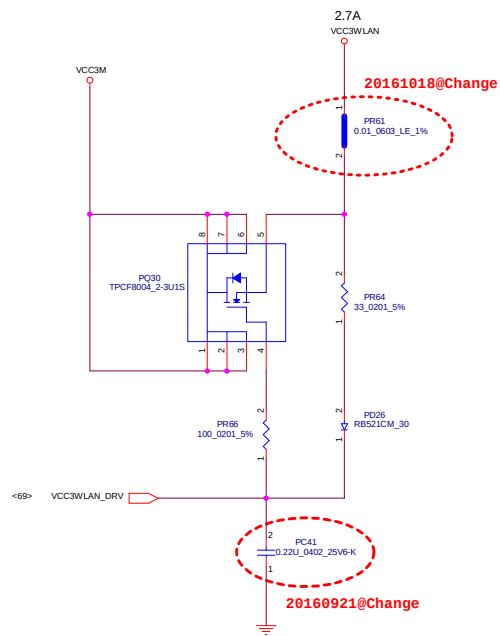 2.7A
VCC3WLAN
VCC3M
20161018@Change
1
PR61
0.01_0603_LE_1%
2
8
7
6
5
PQ30
TPCF8004_2-3U1S
2
PR64
33_0201_5%
1
1
2
3
4
2
PR66
100_0201_5%
1
2
PD26
RB521CM_30
1
<69> VCC3WLAN_DRV
2
PC41
0.22U_0402_25V6-K
1
20160921@Change